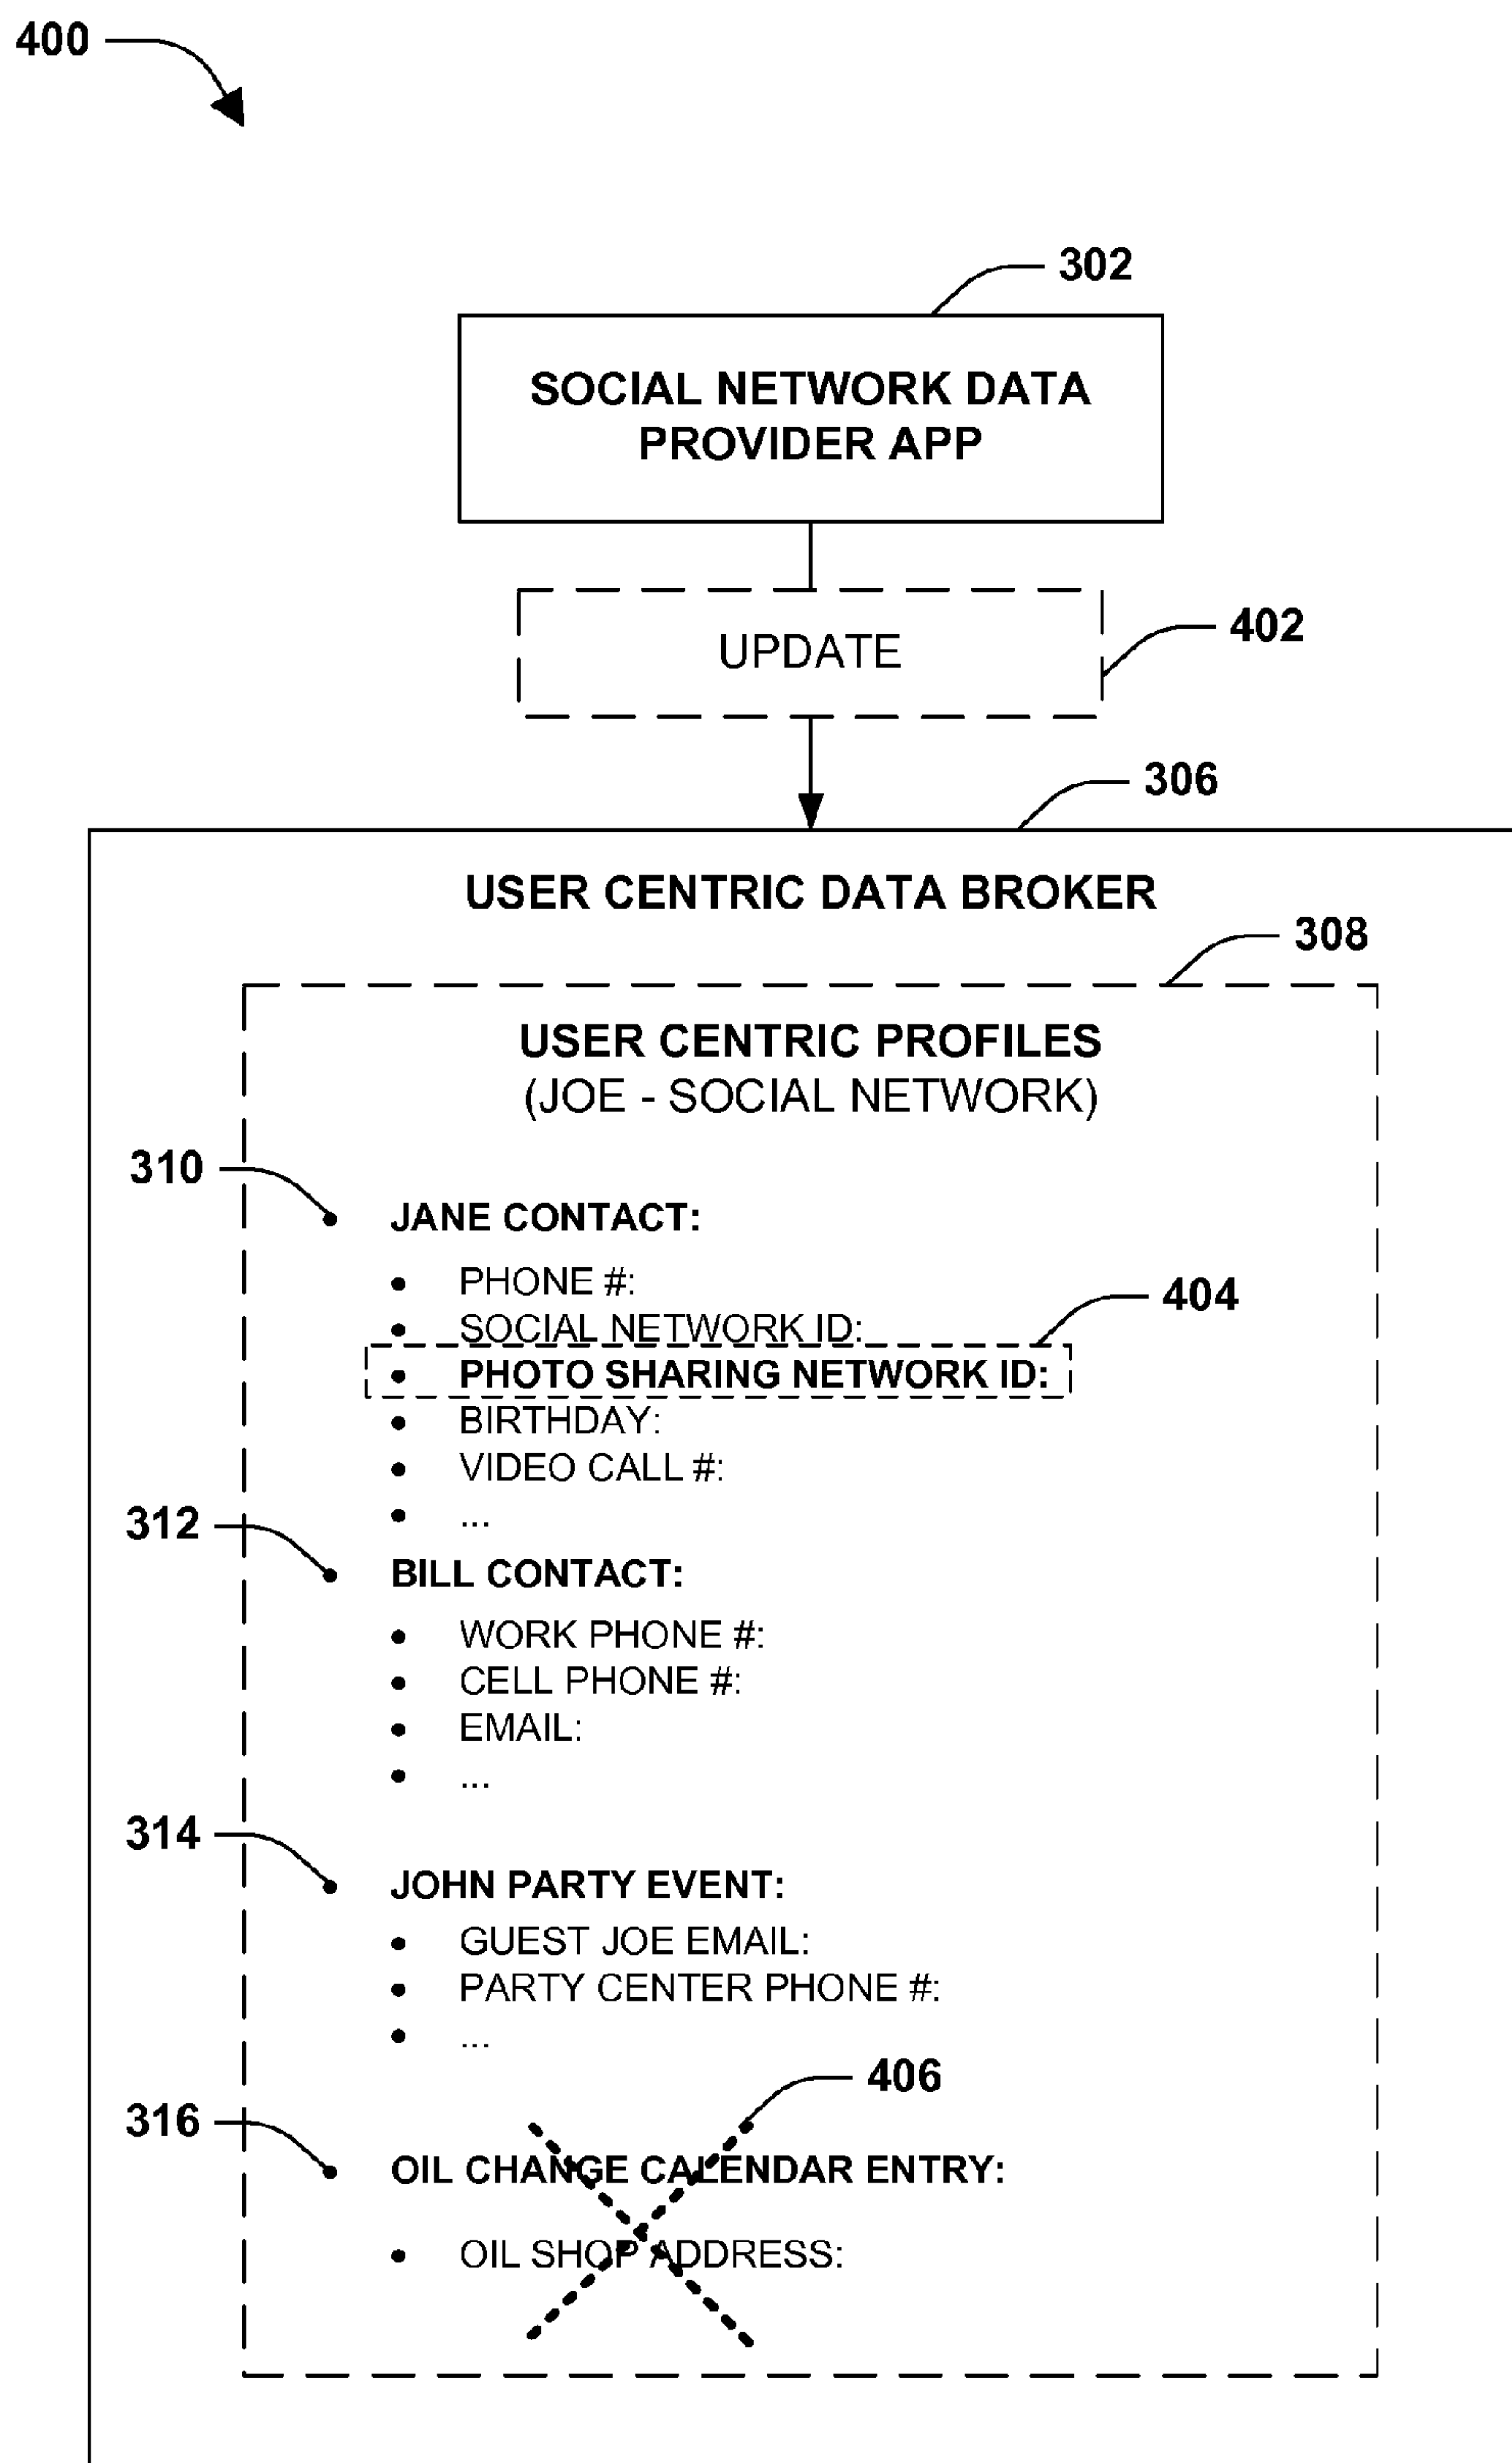 400
302
SOCIAL NETWORK DATA
PROVIDER APP
UPDATE
402
306
USER CENTRIC DATA BROKER
308
USER CENTRIC PROFILES
(JOE - SOCIAL NETWORK)
310
• JANE CONTACT:
• PHONE #:
404
• SOCIAL NETWORK ID:
• PHOTO SHARING NETWORK ID:
• BIRTHDAY:
• VIDEO CALL #:
• ...
312
• BILL CONTACT:
• WORK PHONE #:
• CELL PHONE #:
• EMAIL:
• ...
314
• JOHN PARTY EVENT:
• GUEST JOE EMAIL:
• PARTY CENTER PHONE #:
• ...
406
316
• OIL CHANGE CALENDAR ENTRY:
• OIL SHOP ADDRESS: